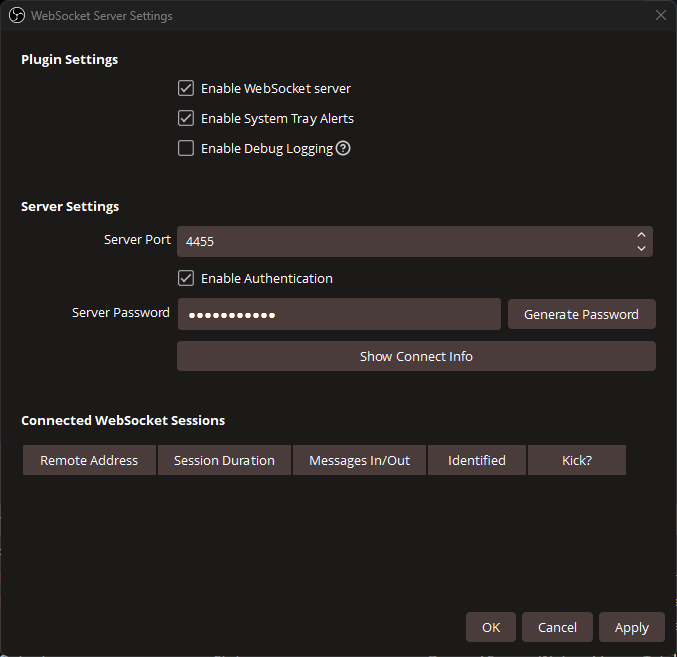 WebSocket Server Settings
Plugin Settings
Enable WebSocket server
Enable System Tray Alerts
Enable Debug Logging
Server Settings
Server Port 4455
Enable Authentication
Server Password ●●●●●●●●●●● Generate Password
Show Connect Info
Connected WebSocket Sessions
Remote Address Session Duration Messages In/Out Identified Kick?
OK Cancel Apply